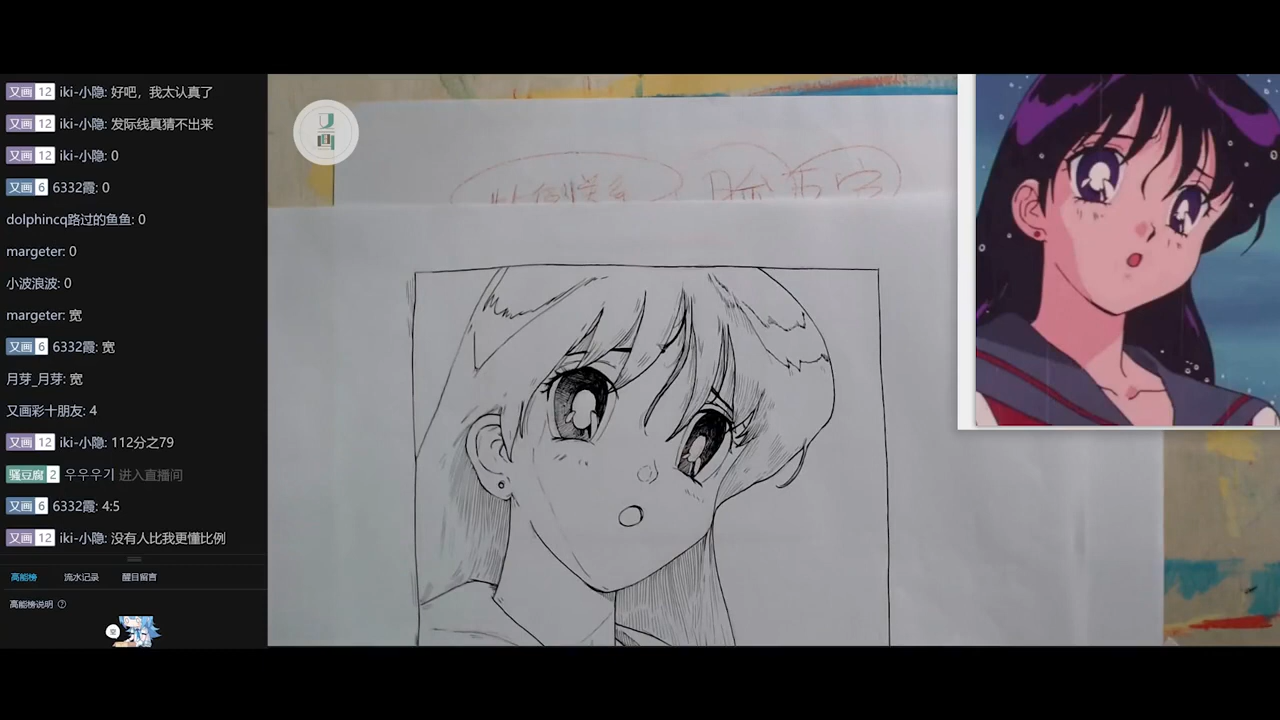 又画 12 iki-小隐: 好吧，我太认真了
又画 12 iki-小隐: 发际线真猜不出来
又画 12 iki-小隐: 0
又画 6 6332霞: 0
dolphincq路过的鱼鱼: 0
margeter: 0
小波浪波: 0
margeter: 宽
又画 6 6332霞: 宽
月芽_月芽: 宽
又画彩十朋友: 4
又画 12 iki-小隐: 112分之79
骚豆腐 2 우우우기 进入直播间
又画 6 6332霞: 4:5
又画 12 iki-小隐: 没有人比我更懂比例
高能榜 流水记录 醒目留言
高能榜说明 ?